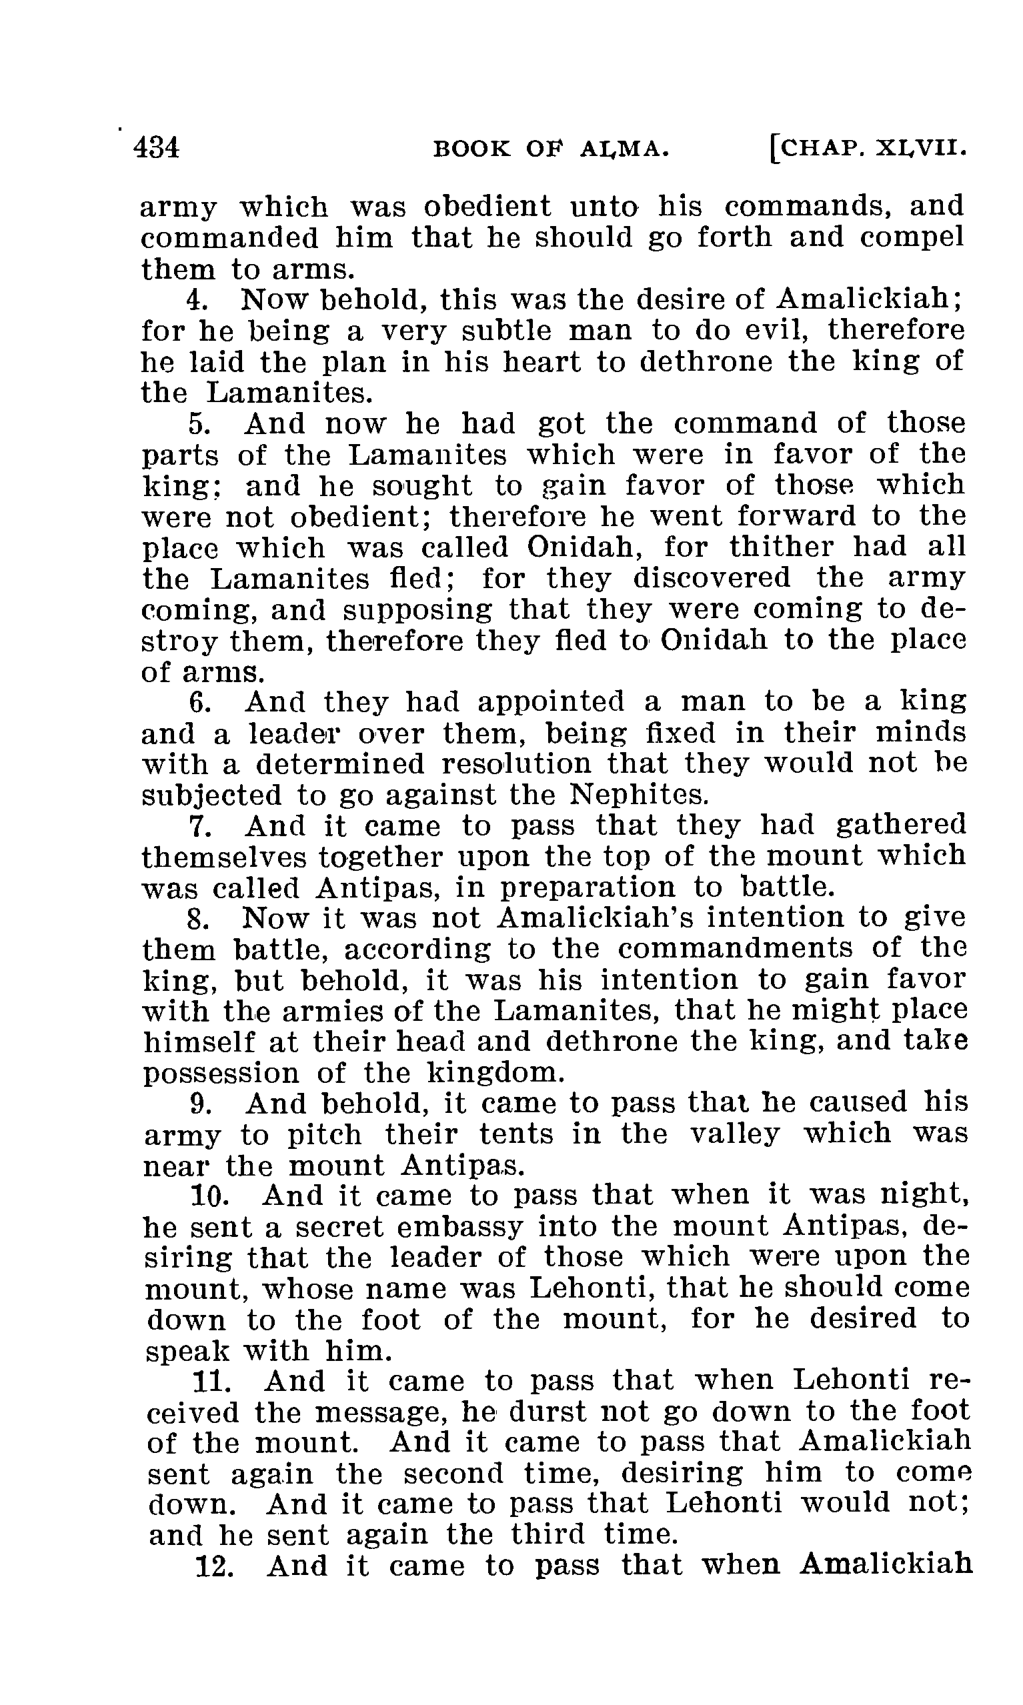 434 BOOK OF ALMA. [CHAP. XLVII.
army which was obedient unto his commands, and
commanded him that he should go forth and compel
them to arms.
4. Now behold, this was the desire of Amalickiah;
for he being a very subtle man to do evil, therefore
he laid the plan in his heart to dethrone the king of
the Lamanites.
5. And now he had got the command of those
parts of the Lamanites which were in favor of the
king; and he sought to gain favor of those which
were not obedient; therefore he went forward to the
place which was called Onidah, for thither had all
the Lamanites fled; for they discovered the army
coming, and supposing that they were coming to de-
stroy them, therefore they fled to Onidah to the place
of arms.
6. And they had appointed a man to be a king
and a leader over them, being fixed in their minds
with a determined resolution that they would not be
subjected to go against the Nephites.
7. And it came to pass that they had gathered
themselves together upon the top of the mount which
was called Antipas, in preparation to battle.
8. Now it was not Amalickiah's intention to give
them battle, according to the commandments of the
king, but behold, it was his intention to gain favor
with the armies of the Lamanites, that he might place
himself at their head and dethrone the king, and take
possession of the kingdom.
9. And behold, it came to pass that he caused his
army to pitch their tents in the valley which was
near the mount Antipas.
10. And it came to pass that when it was night,
he sent a secret embassy into the mount Antipas, de-
siring that the leader of those which were upon the
mount, whose name was Lehonti, that he should come
down to the foot of the mount, for he desired to
speak with him.
11. And it came to pass that when Lehonti re-
ceived the message, he durst not go down to the foot
of the mount. And it came to pass that Amalickiah
sent again the second time, desiring him to come
down. And it came to pass that Lehonti would not;
and he sent again the third time.
12. And it came to pass that when Amalickiah